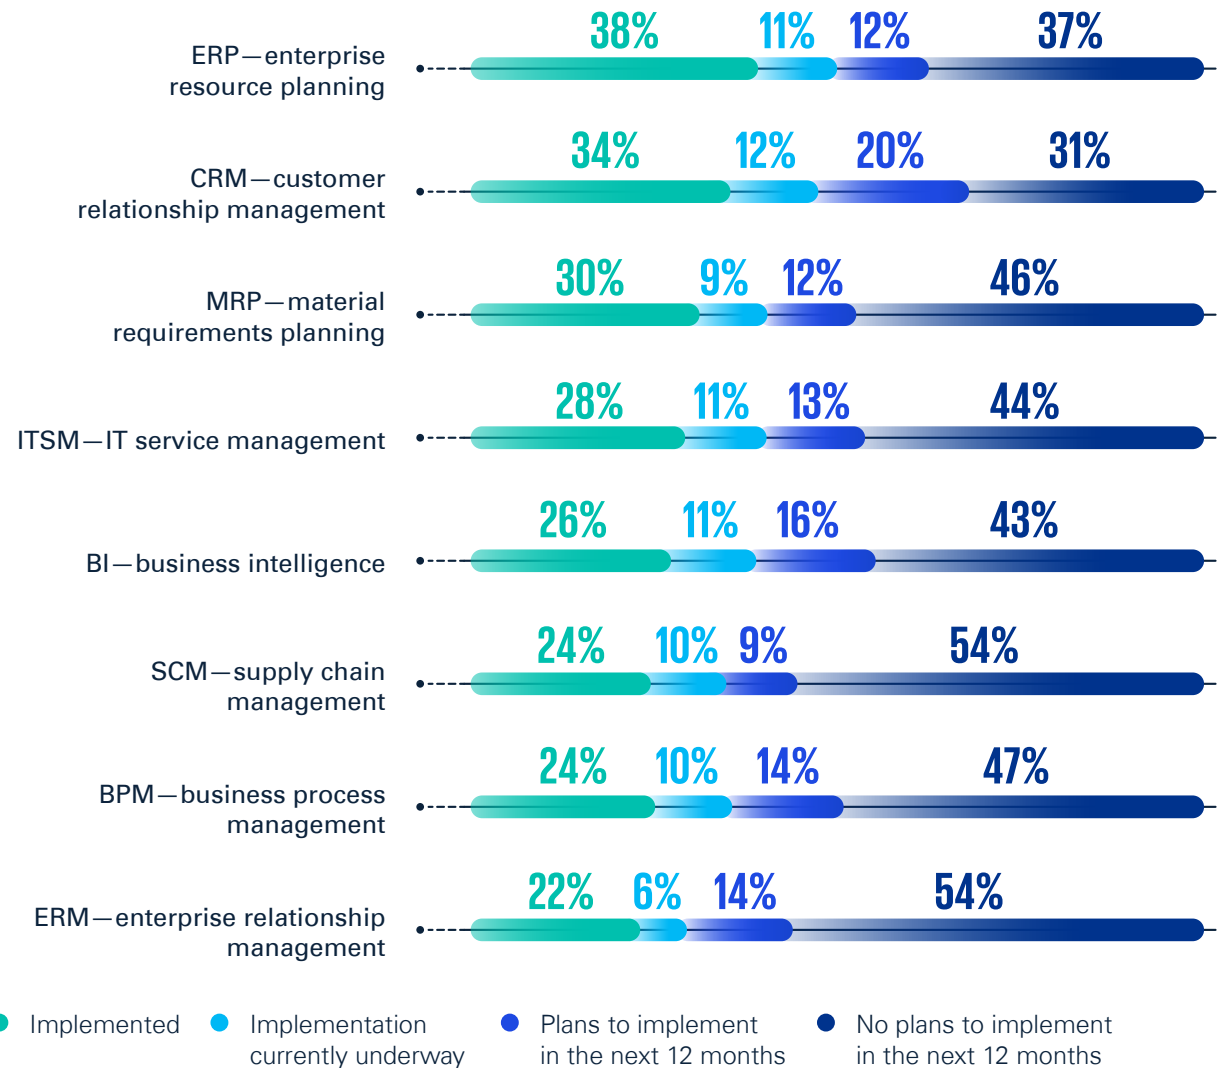 38% 11% 12% 37%
ERP—enterprise
resource planning
34% 12% 20% 31%
CRM—customer
relationship management
30% 9% 12% 46%
MRP—material
requirements planning
28% 11% 13% 44%
ITSM—IT service management
26% 11% 16% 43%
BI—business intelligence
24% 10% 9% 54%
SCM—supply chain
management
24% 10% 14% 47%
BPM—business process
management
22% 6% 14% 54%
ERM—enterprise relationship
management
Implemented
Implementation
currently underway
Plans to implement
in the next 12 months
No plans to implement
in the next 12 months